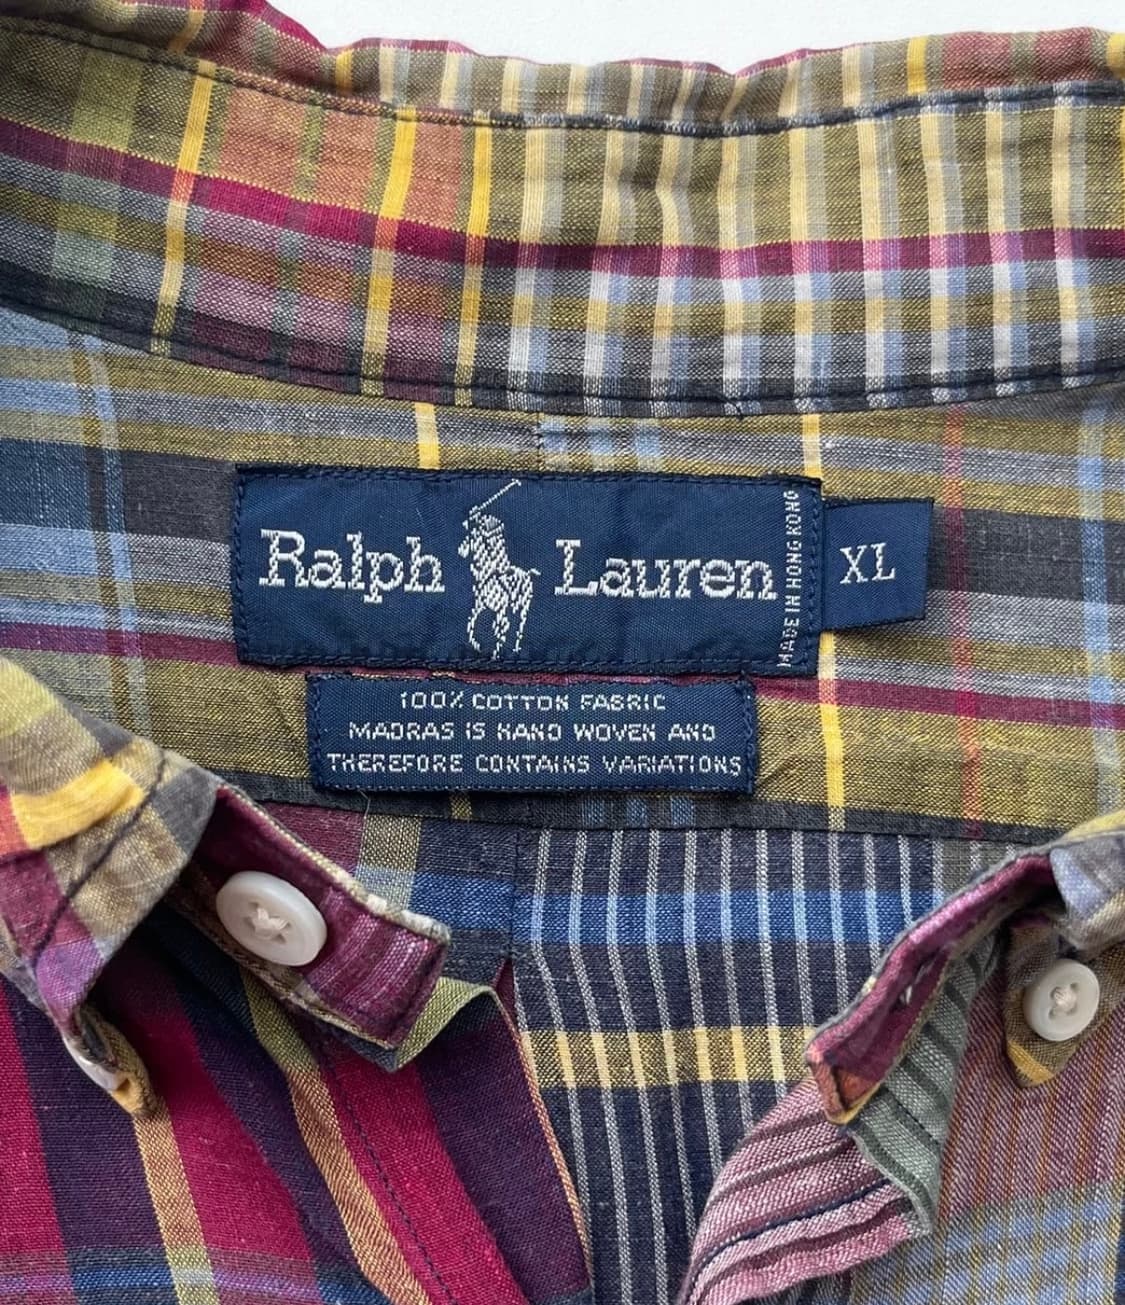 Ralph Lauren
MADE IN HONG KONG
XL
100% COTTON FABRIC
MADRAS IS HAND WOVEN AND
THEREFORE CONTAINS VARIATIONS